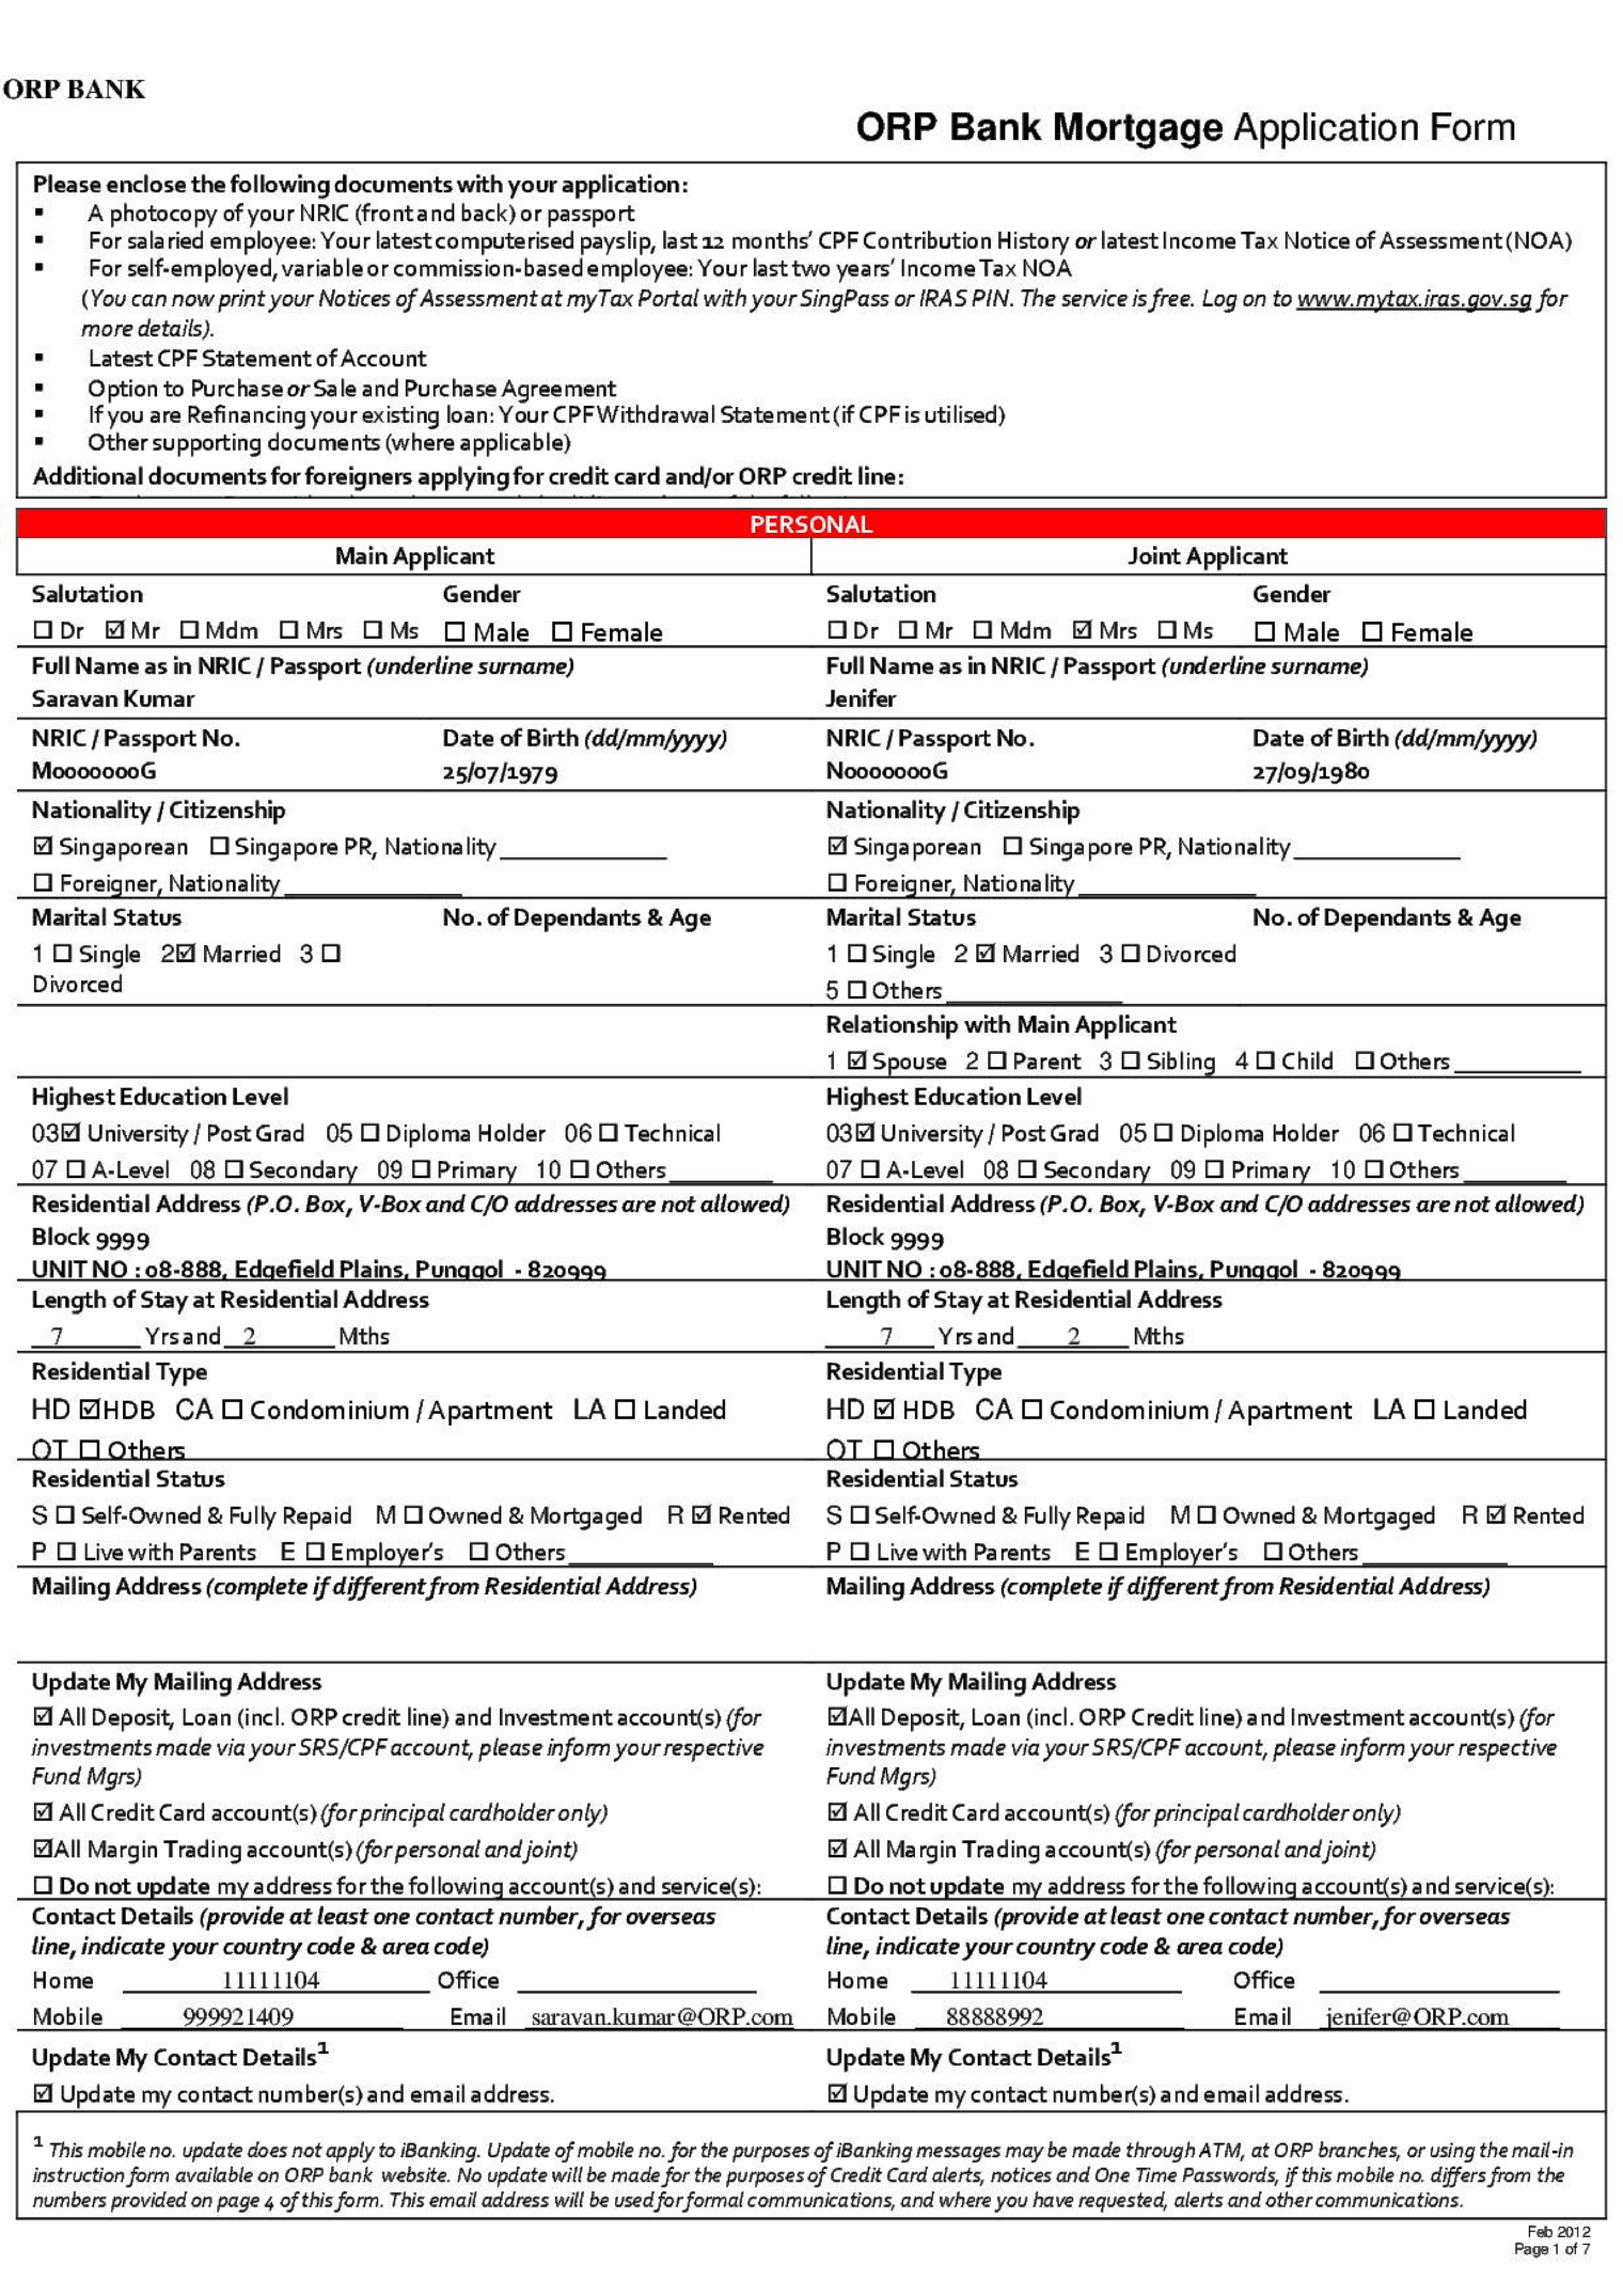 ORP BANK
ORP Bank Mortgage Application Form
Please enclose the following documents with your application:
▪ A photocopy of your NRIC (front and back) or passport
▪ For salaried employee: Your latest computerised payslip, last 12 months' CPF Contribution History or latest Income Tax Notice of Assessment (NOA)
▪ For self-employed, variable or commission-based employee: Your last two years' Income Tax NOA
(You can now print your Notices of Assessment at myTax Portal with your SingPass or IRAS PIN. The service is free. Log on to www.mytax.iras.gov.sg for
more details).
▪ Latest CPF Statement of Account
▪ Option to Purchase or Sale and Purchase Agreement
▪ If you are Refinancing your existing loan: Your CPF Withdrawal Statement (if CPF is utilised)
▪ Other supporting documents (where applicable)
Additional documents for foreigners applying for credit card and/or ORP credit line:
PERSONAL
Main Applicant Joint Applicant
Salutation Gender Salutation Gender
☐ Dr ☑ Mr ☐ Mdm ☐ Mrs ☐ Ms ☐ Male ☐ Female ☐ Dr ☐ Mr ☐ Mdm ☑ Mrs ☐ Ms ☐ Male ☐ Female
Full Name as in NRIC / Passport (underline surname) Full Name as in NRIC / Passport (underline surname)
Saravan Kumar Jenifer
NRIC / Passport No. Date of Birth (dd/mm/yyyy) NRIC / Passport No. Date of Birth (dd/mm/yyyy)
M0000000G 25/07/1979 N0000000G 27/09/1980
Nationality / Citizenship Nationality / Citizenship
☑ Singaporean ☐ Singapore PR, Nationality ☑ Singaporean ☐ Singapore PR, Nationality
☐ Foreigner, Nationality ☐ Foreigner, Nationality
Marital Status No. of Dependants & Age Marital Status No. of Dependants & Age
1 ☐ Single 2☑ Married 3 ☐ 1 ☐ Single 2 ☑ Married 3 ☐ Divorced
Divorced 5 ☐ Others
Relationship with Main Applicant
1 ☑ Spouse 2 ☐ Parent 3 ☐ Sibling 4 ☐ Child ☐ Others
Highest Education Level Highest Education Level
03☑ University / Post Grad 05 ☐ Diploma Holder 06 ☐ Technical 03☑ University / Post Grad 05 ☐ Diploma Holder 06 ☐ Technical
07 ☐ A-Level 08 ☐ Secondary 09 ☐ Primary 10 ☐ Others 07 ☐ A-Level 08 ☐ Secondary 09 ☐ Primary 10 ☐ Others
Residential Address (P.O. Box, V-Box and C/O addresses are not allowed) Residential Address (P.O. Box, V-Box and C/O addresses are not allowed)
Block 9999 Block 9999
UNIT NO : 08-888, Edgefield Plains, Punggol - 820999 UNIT NO : 08-888, Edgefield Plains, Punggol - 820999
Length of Stay at Residential Address Length of Stay at Residential Address
7 Yrs and 2 Mths 7 Yrs and 2 Mths
Residential Type Residential Type
HD ☑HDB CA ☐ Condominium / Apartment LA ☐ Landed HD ☑ HDB CA ☐ Condominium / Apartment LA ☐ Landed
OT ☐ Others OT ☐ Others
Residential Status Residential Status
S ☐ Self-Owned & Fully Repaid M ☐ Owned & Mortgaged R ☑ Rented S ☐ Self-Owned & Fully Repaid M ☐ Owned & Mortgaged R ☑ Rented
P ☐ Live with Parents E ☐ Employer's ☐ Others P ☐ Live with Parents E ☐ Employer's ☐ Others
Mailing Address (complete if different from Residential Address) Mailing Address (complete if different from Residential Address)
Update My Mailing Address Update My Mailing Address
☑ All Deposit, Loan (incl. ORP credit line) and Investment account(s) (for ☑All Deposit, Loan (incl. ORP Credit line) and Investment account(s) (for
investments made via your SRS/CPF account, please inform your respective investments made via your SRS/CPF account, please inform your respective
Fund Mgrs) Fund Mgrs)
☑ All Credit Card account(s) (for principal cardholder only) ☑ All Credit Card account(s) (for principal cardholder only)
☑All Margin Trading account(s) (for personal and joint) ☑ All Margin Trading account(s) (for personal and joint)
☐ Do not update my address for the following account(s) and service(s): ☐ Do not update my address for the following account(s) and service(s):
Contact Details (provide at least one contact number, for overseas Contact Details (provide at least one contact number, for overseas
line, indicate your country code & area code) line, indicate your country code & area code)
Home 11111104 Office Home 11111104 Office
Mobile 999921409 Email saravan.kumar@ORP.com Mobile 88888992 Email jenifer@ORP.com
Update My Contact Details¹ Update My Contact Details¹
☑ Update my contact number(s) and email address. ☑ Update my contact number(s) and email address.
¹ This mobile no. update does not apply to iBanking. Update of mobile no. for the purposes of iBanking messages may be made through ATM, at ORP branches, or using the mail-in
instruction form available on ORP bank website. No update will be made for the purposes of Credit Card alerts, notices and One Time Passwords, if this mobile no. differs from the
numbers provided on page 4 of this form. This email address will be used for formal communications, and where you have requested, alerts and other communications.
Feb 2012
Page 1 of 7